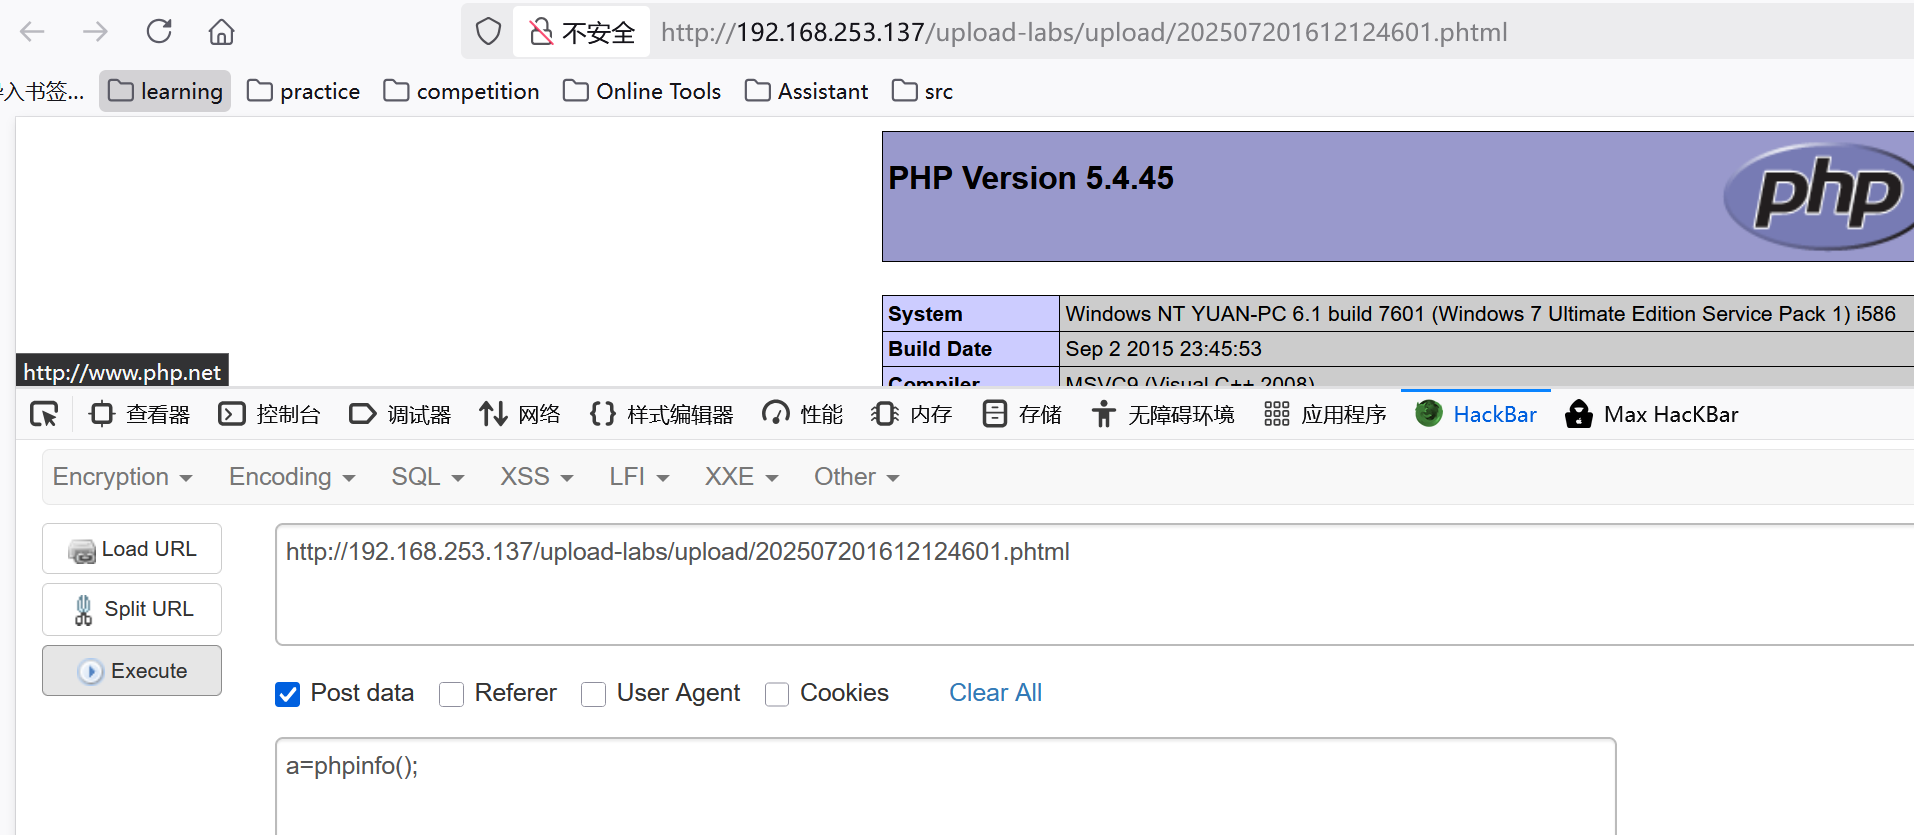 不安全 http://192.168.253.137/upload-labs/upload/202507201612124601.phtml
入书签... learning practice competition Online Tools Assistant src
PHP Version 5.4.45
php
System Windows NT YUAN-PC 6.1 build 7601 (Windows 7 Ultimate Edition Service Pack 1) i586
Build Date Sep 2 2015 23:45:53
Compiler MSVC9 (Visual C++ 2008)
http://www.php.net
查看器 控制台 调试器 网络 样式编辑器 性能 内存 存储 无障碍环境 应用程序 HackBar Max HacKBar
Encryption Encoding SQL XSS LFI XXE Other
Load URL
http://192.168.253.137/upload-labs/upload/202507201612124601.phtml
Split URL
Execute
Post data Referer User Agent Cookies Clear All
a=phpinfo();